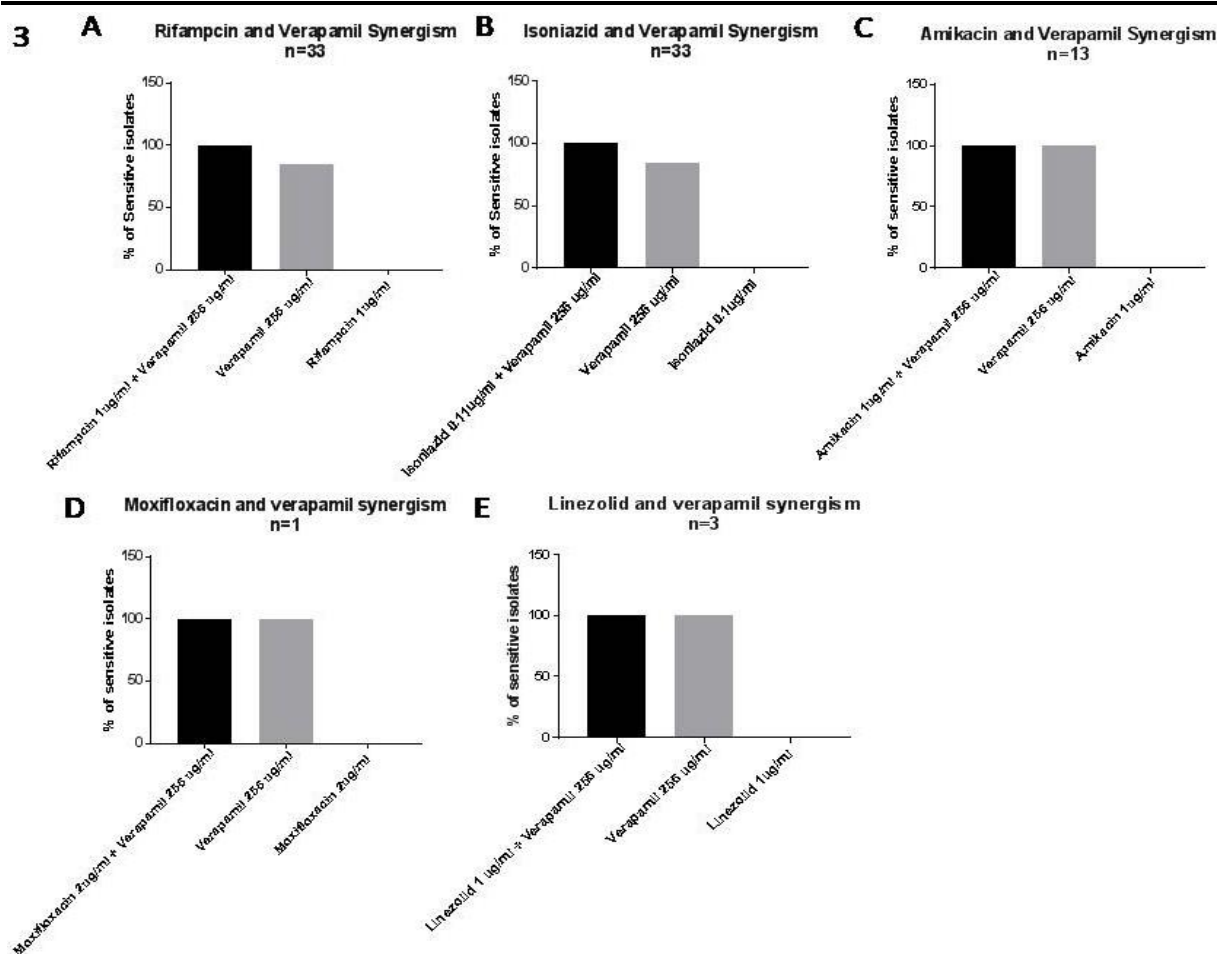 3
A
Rifampcin and Verapamil Synergism
n=33
% of Sensitive isolates
150
100
50
0
Rifampcin 1ug/ml + Verapamil 256 ug/ml
Verapamil 256 ug/ml
Rifampcin 1ug/ml
B
Isoniazid and Verapamil Synergism
n=33
% of Sensitive isolates
150
100
50
0
Isoniazid 0.11ug/ml + Verapamil 256 ug/ml
Verapamil 256 ug/ml
Isoniazid 0.1ug/ml
C
Amikacin and Verapamil Synergism
n=13
% of sensitive isolates
150
100
50
0
Amikacin 1ug/ml + Verapamil 256 ug/ml
Verapamil 256 ug/ml
Amikacin 1ug/ml
D
Moxifloxacin and verapamil synergism
n=1
% of sensitive isolates
150
100
50
0
Moxifloxacin 2ug/ml + Verapamil 256 ug/ml
Verapamil 256 ug/ml
Moxifloxacin 2ug/ml
E
Linezolid and verapamil synergism
n=3
% of sensitive isolates
150
100
50
0
Linezolid 1 ug/ml + Verapamil 256 ug/ml
Verapamil 256 ug/ml
Linezolid 1ug/ml